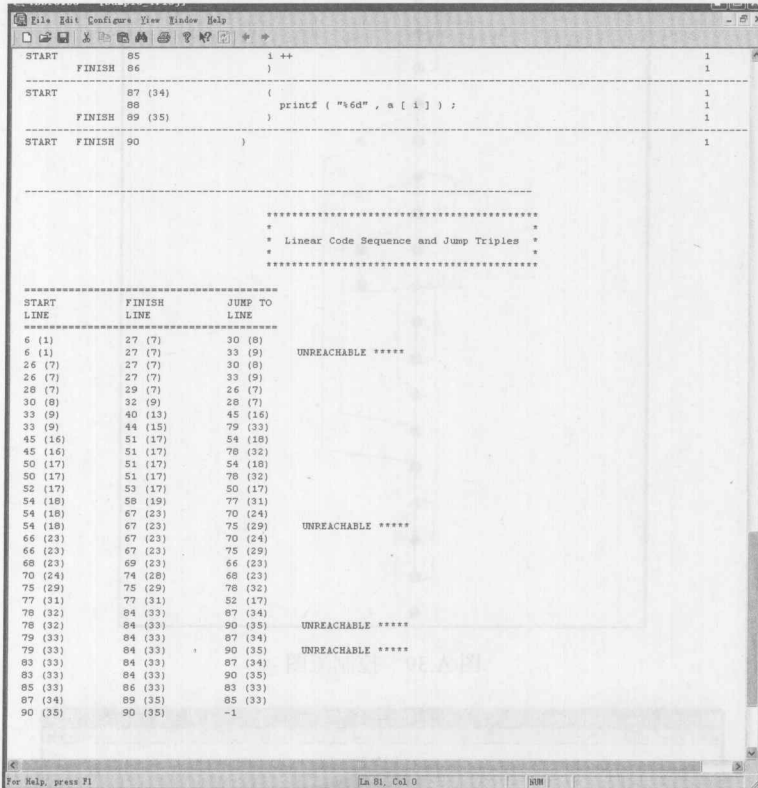 File Edit Configure View Window Help
START 85 i ++ 1
FINISH 86 ) 1
START 87 (34) { 1
88 printf ( "%6d" , a [ i ] ) ; 1
FINISH 89 (35) } 1
START FINISH 90 } 1
* Linear Code Sequence and Jump Triples *
START FINISH JUMP TO
LINE LINE LINE
6 (1) 27 (7) 30 (8)
6 (1) 27 (7) 33 (9) UNREACHABLE *****
26 (7) 27 (7) 30 (8)
26 (7) 27 (7) 33 (9)
28 (7) 29 (7) 26 (7)
30 (8) 32 (9) 28 (7)
33 (9) 40 (13) 45 (16)
33 (9) 44 (15) 79 (33)
45 (16) 51 (17) 54 (18)
45 (16) 51 (17) 78 (32)
50 (17) 51 (17) 54 (18)
50 (17) 51 (17) 78 (32)
52 (17) 53 (17) 50 (17)
54 (18) 58 (19) 77 (31)
54 (18) 67 (23) 70 (24)
54 (18) 67 (23) 75 (29) UNREACHABLE *****
66 (23) 67 (23) 70 (24)
66 (23) 67 (23) 75 (29)
68 (23) 69 (23) 66 (23)
70 (24) 74 (28) 68 (23)
75 (29) 75 (29) 78 (32)
77 (31) 77 (31) 52 (17)
78 (32) 84 (33) 87 (34)
78 (32) 84 (33) 90 (35) UNREACHABLE *****
79 (33) 84 (33) 87 (34)
79 (33) 84 (33) 90 (35) UNREACHABLE *****
83 (33) 84 (33) 87 (34)
83 (33) 84 (33) 90 (35)
85 (33) 86 (33) 83 (33)
87 (34) 89 (35) 85 (33)
90 (35) 90 (35) -1
For Help, press F1 Ln 81, Col 0 NUM